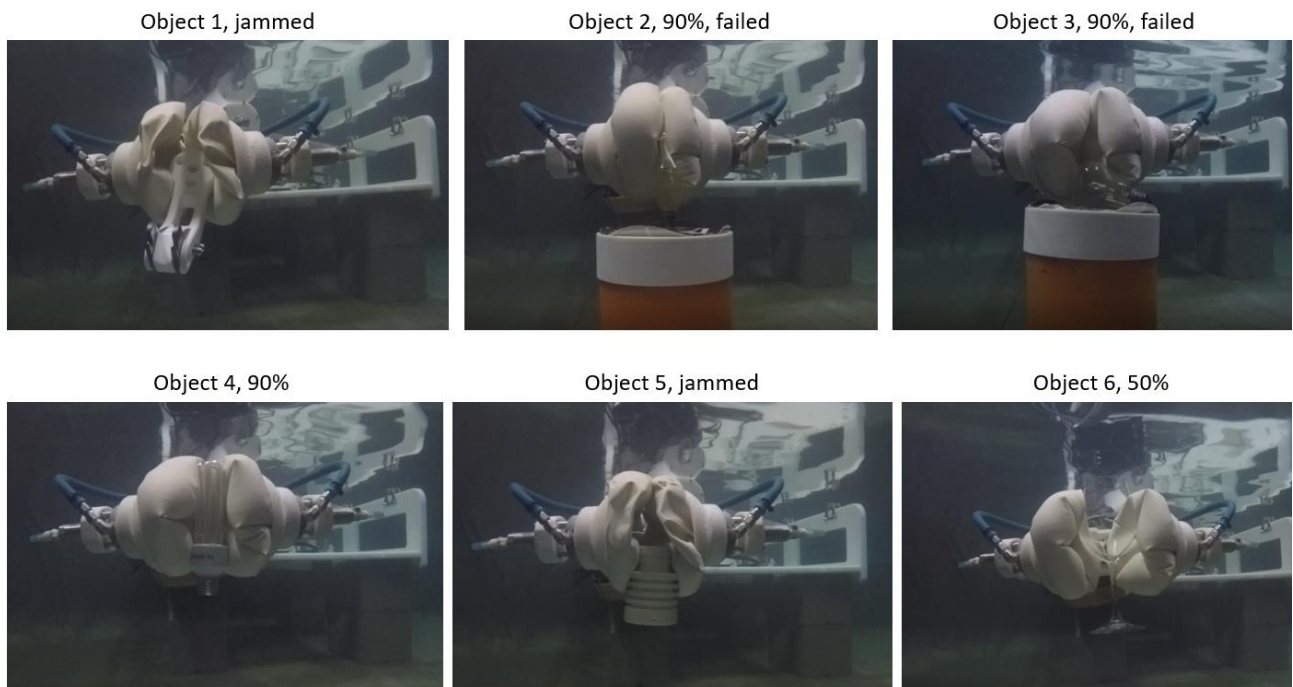 Object 1, jammed
Object 2, 90%, failed
Object 3, 90%, failed
Object 4, 90%
Object 5, jammed
Object 6, 50%